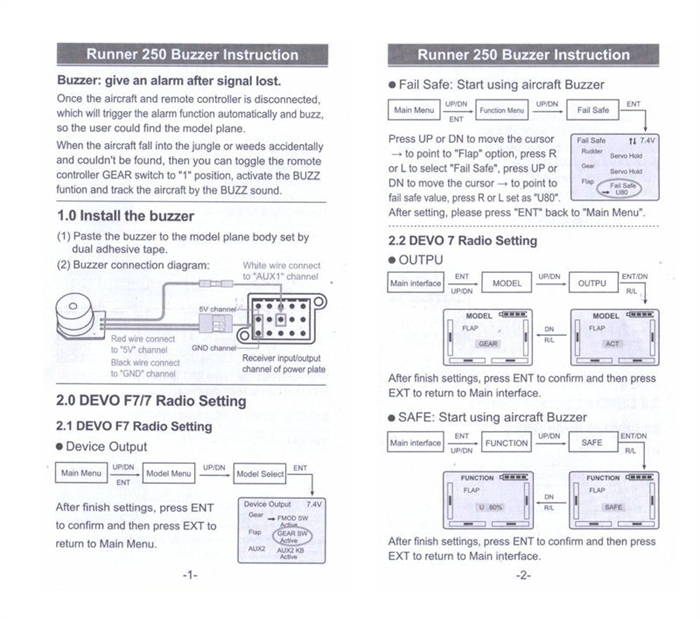 Runner 250 Buzzer Instruction
Buzzer: give an alarm after signal lost.
Once the aircraft and remote controller is disconnected,
which will trigger the alarm function automatically and buzz,
so the user could find the model plane.
When the aircraft fall into the jungle or weeds accidentally
and couldn't be found, then you can toggle the romote
controller GEAR switch to "1" position, activate the BUZZ
funtion and track the aircraft by the BUZZ sound.
1.0 Install the buzzer
(1) Paste the buzzer to the model plane body set by
dual adhesive tape.
(2) Buzzer connection diagram:
White wire connect
to "AUX1" channel
5V channel
Red wire connect
to "5V" channel
GND channel
Black wire connect
to "GND" channel
Receiver input/output
channel of power plate
2.0 DEVO F7/7 Radio Setting
2.1 DEVO F7 Radio Setting
● Device Output
Main Menu UP/DN ENT Model Menu UP/DN Model Select ENT
After finish settings, press ENT
to confirm and then press EXT to
return to Main Menu.
Device Output 7.4V
Gear → FMOD SW
Active
Flap GEAR SW
Active
AUX2 AUX2 KB
Active
-1-
Runner 250 Buzzer Instruction
● Fail Safe: Start using aircraft Buzzer
Main Menu UP/DN ENT Function Menu UP/DN Fail Safe ENT
Press UP or DN to move the cursor
→ to point to "Flap" option, press R
or L to select "Fail Safe", press UP or
DN to move the cursor → to point to
fail safe value, press R or L set as "U80".
After setting, please press "ENT" back to "Main Menu".
Fail Safe 7.4V
Rudder Servo Hold
Gear Servo Hold
Flap Fail Safe
→ U80
2.2 DEVO 7 Radio Setting
● OUTPU
Main interface ENT UP/DN MODEL UP/DN OUTPU ENT/DN R/L
MODEL
FLAP
GEAR
DN
R/L
MODEL
FLAP
ACT
After finish settings, press ENT to confirm and then press
EXT to return to Main interface.
● SAFE: Start using aircraft Buzzer
Main interface ENT UP/DN FUNCTION UP/DN SAFE ENT/DN R/L
FUNCTION
FLAP
U 80%
DN
R/L
FUNCTION
FLAP
SAFE
After finish settings, press ENT to confirm and then press
EXT to return to Main interface.
-2-